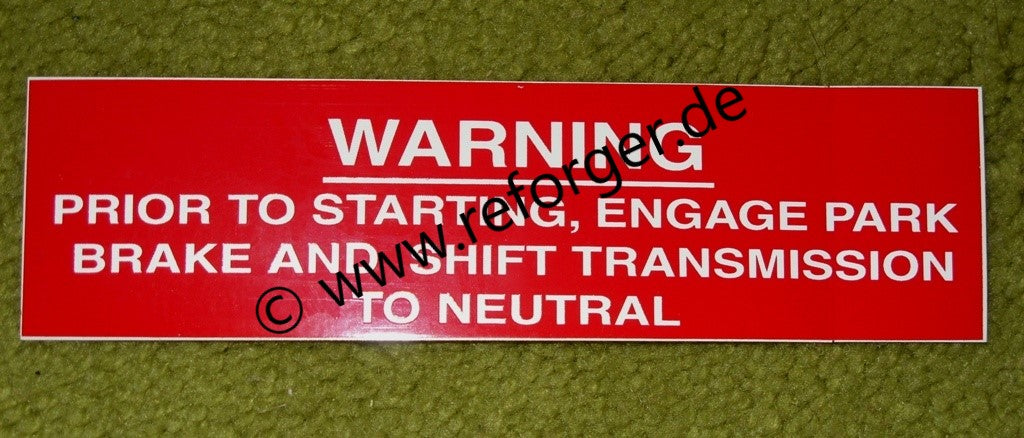 WARNING
PRIOR TO STARTING, ENGAGE PARK
BRAKE AND SHIFT TRANSMISSION
TO NEUTRAL
© www.reforger.de